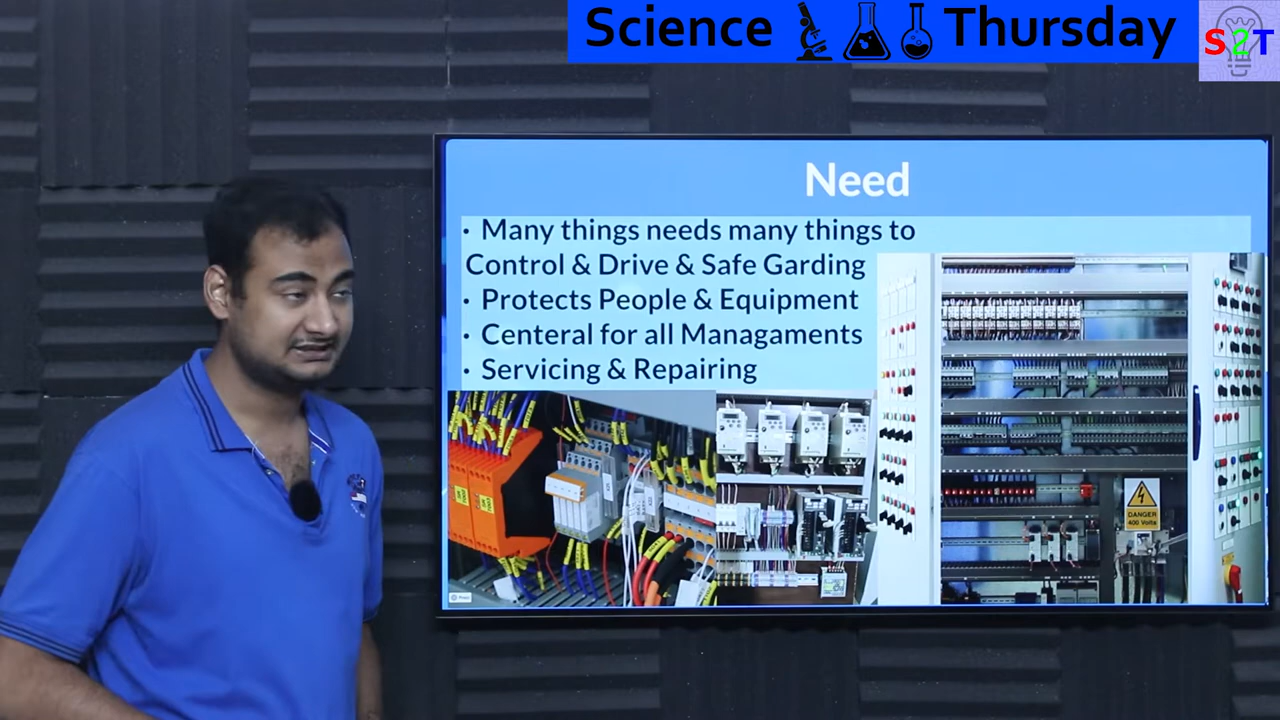 Science Thursday
S2T
Need
· Many things needs many things to
Control & Drive & Safe Garding
· Protects People & Equipment
· Centeral for all Managaments
· Servicing & Repairing
DANGER
400 Volts
Prezi